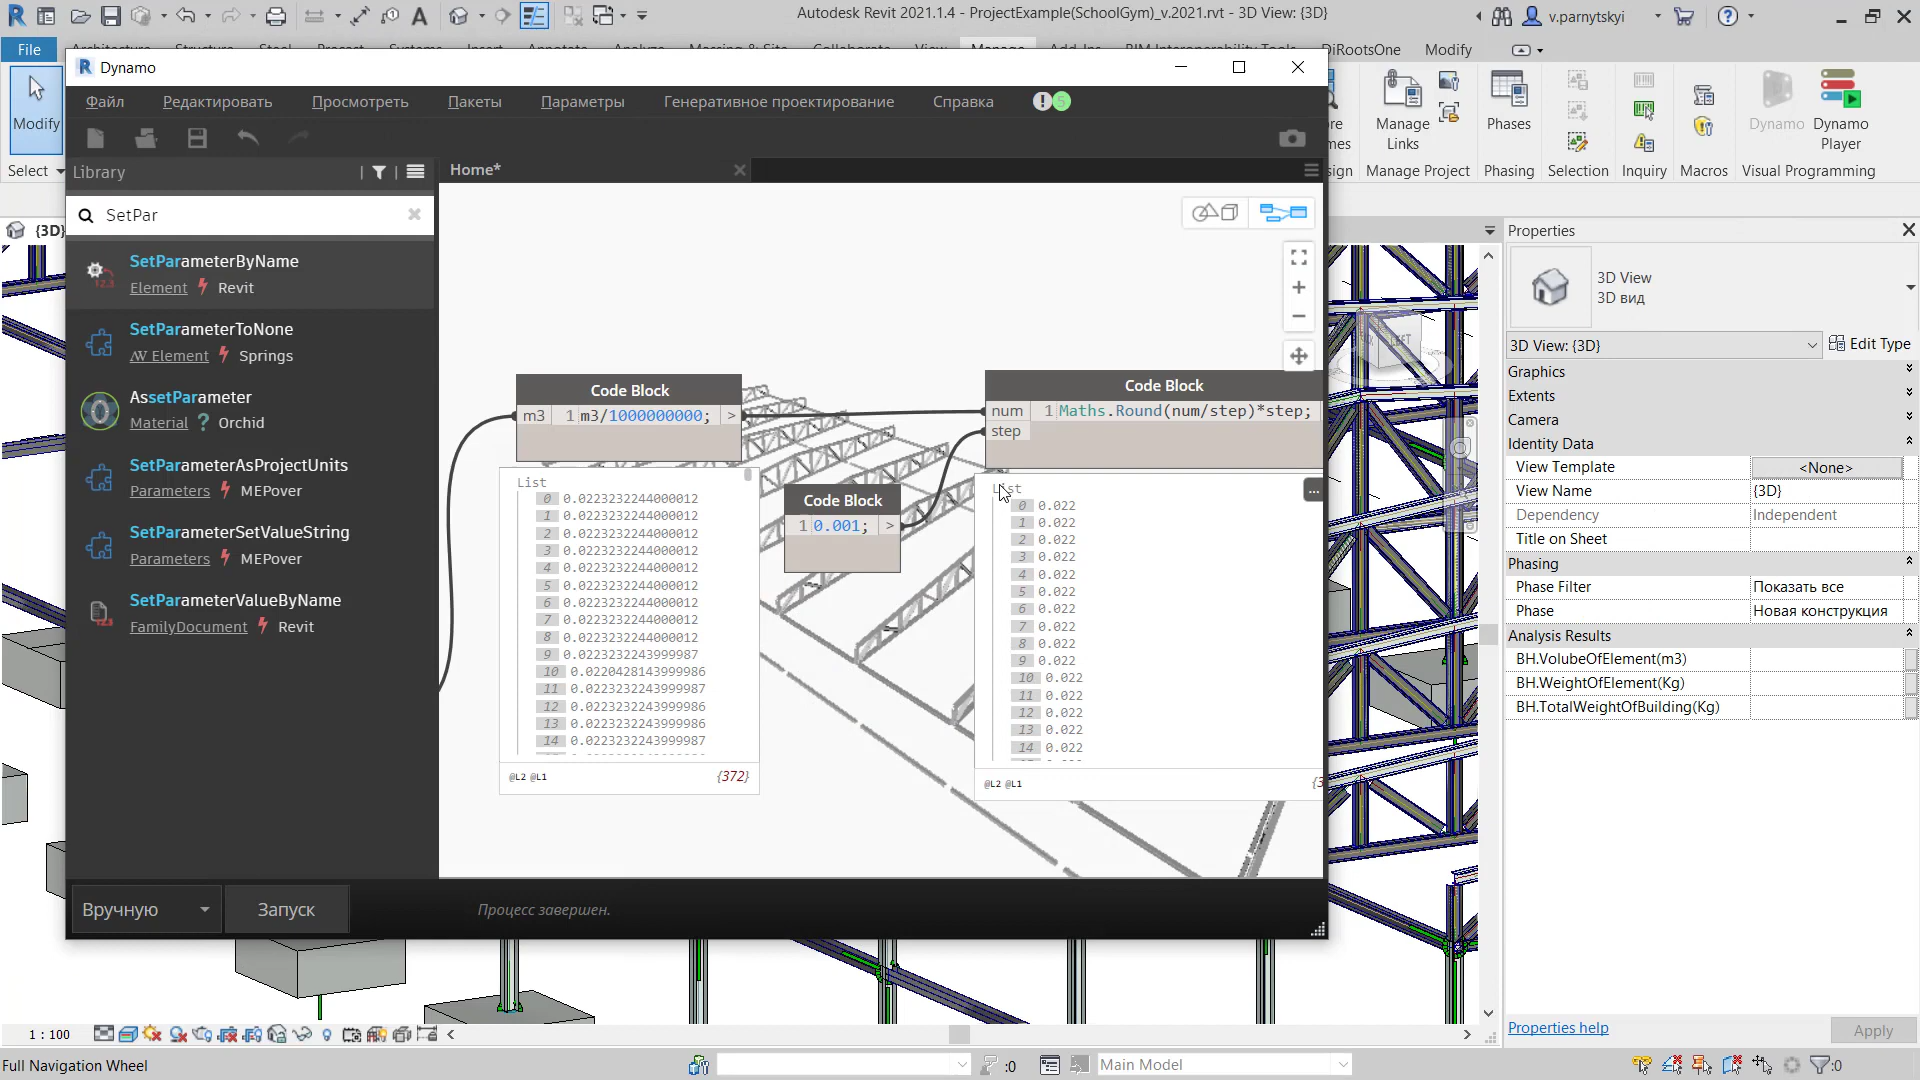 Autodesk Revit 2021.1.4 - ProjectExample(SchoolGym)_v.2021.rvt - 3D View: {3D}
v.parnytskyi
File
Manage
DiRootsOne
Modify
Dynamo
Файл
Редактировать
Просмотреть
Пакеты
Параметры
Генеративное проектирование
Справка
Modify
Select
Manage
Links
Phases
Dynamo
Dynamo
Player
Manage Project
Phasing
Selection
Inquiry
Macros
Visual Programming
Library
Home*
SetPar
{3D}
SetParameterByName
Element
Revit
SetParameterToNone
Element
Springs
AssetParameter
Material
Orchid
SetParameterAsProjectUnits
Parameters
MEPover
SetParameterSetValueString
Parameters
MEPover
SetParameterValueByName
FamilyDocument
Revit
Вручную
Запуск
Процесс завершен.
Code Block
m3
1 m3/1000000000;
>
List
0 0.0223232244000012
1 0.0223232244000012
2 0.0223232244000012
3 0.0223232244000012
4 0.0223232244000012
5 0.0223232244000012
6 0.0223232244000012
7 0.0223232244000012
8 0.0223232244000012
9 0.022323243999987
10 0.0220428143999986
11 0.0223232243999987
12 0.0223232243999986
13 0.0223232243999986
14 0.0223232243999987
@L2 @L1
{372}
Code Block
1 0.001;
>
Code Block
num
1 Maths.Round(num/step)*step;
step
List
0 0.022
1 0.022
2 0.022
3 0.022
4 0.022
5 0.022
6 0.022
7 0.022
8 0.022
9 0.022
10 0.022
11 0.022
12 0.022
13 0.022
14 0.022
@L2 @L1
{3
Properties
3D View
3D вид
3D View: {3D}
Edit Type
Graphics
Extents
Camera
Identity Data
View Template
<None>
View Name
{3D}
Dependency
Independent
Title on Sheet
Phasing
Phase Filter
Показать все
Phase
Новая конструкция
Analysis Results
BH.VolubeOfElement(m3)
BH.WeightOfElement(Kg)
BH.TotalWeightOfBuilding(Kg)
Properties help
Apply
1 : 100
Full Navigation Wheel
:0
Main Model
:0